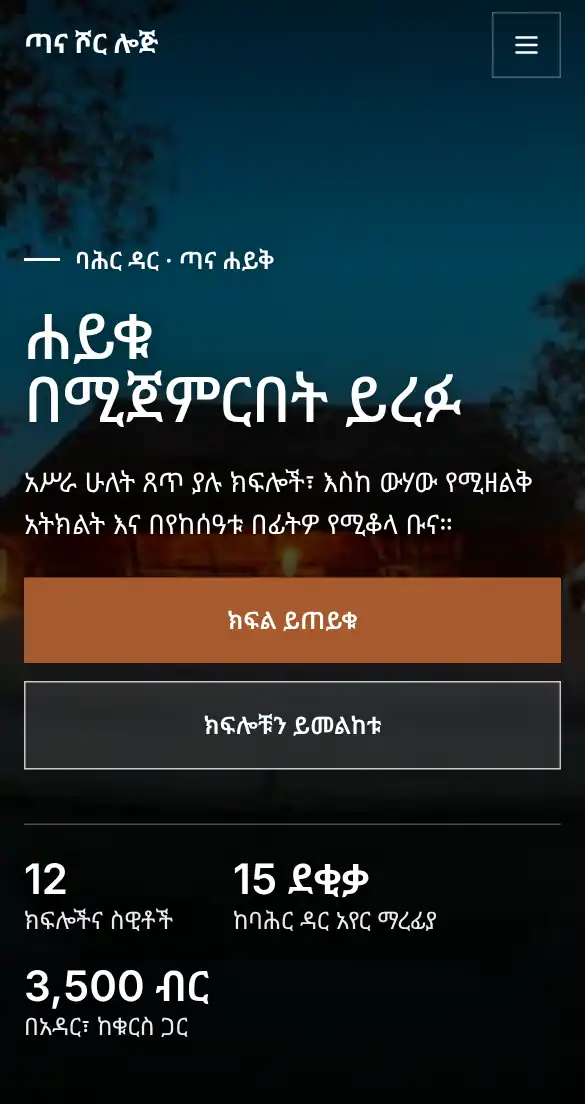 ጣና ሾር ሎጅ
ባሕር ዳር · ጣና ሐይቅ
ሐይቁ
በሚጀምርበት ይረፉ
አሥራ ሁለት ጸጥ ያሉ ክፍሎች፣ እስከ ውሃው የሚዘልቅ
አትክልት እና በየከሰዓቱ በፊትዎ የሚቆላ ቡና።
ክፍል ይጠይቁ
ክፍሎቹን ይመልከቱ
12 15 ደቂቃ
ክፍሎችና ስዊቶች ከባሕር ዳር አየር ማረፊያ
3,500 ብር
በአዳር፣ ከቁርስ ጋር